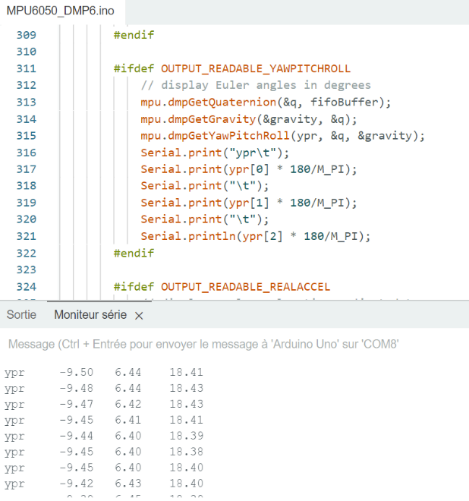 MPU6050_DMP6.ino
309 #endif
310
311 #ifdef OUTPUT_READABLE_YAWPITCHROLL
312 // display Euler angles in degrees
313 mpu.dmpGetQuaternion(&q, fifoBuffer);
314 mpu.dmpGetGravity(&gravity, &q);
315 mpu.dmpGetYawPitchRoll(ypr, &q, &gravity);
316 Serial.print("ypr\t");
317 Serial.print(ypr[0] * 180/M_PI);
318 Serial.print("\t");
319 Serial.print(ypr[1] * 180/M_PI);
320 Serial.print("\t");
321 Serial.println(ypr[2] * 180/M_PI);
322 #endif
323
324 #ifdef OUTPUT_READABLE_REALACCEL
Sortie Moniteur série ×
Message (Ctrl + Entrée pour envoyer le message à 'Arduino Uno' sur 'COM8'
ypr -9.50 6.44 18.41
ypr -9.48 6.44 18.43
ypr -9.47 6.42 18.43
ypr -9.45 6.41 18.41
ypr -9.44 6.40 18.39
ypr -9.45 6.40 18.38
ypr -9.45 6.40 18.40
ypr -9.42 6.43 18.40